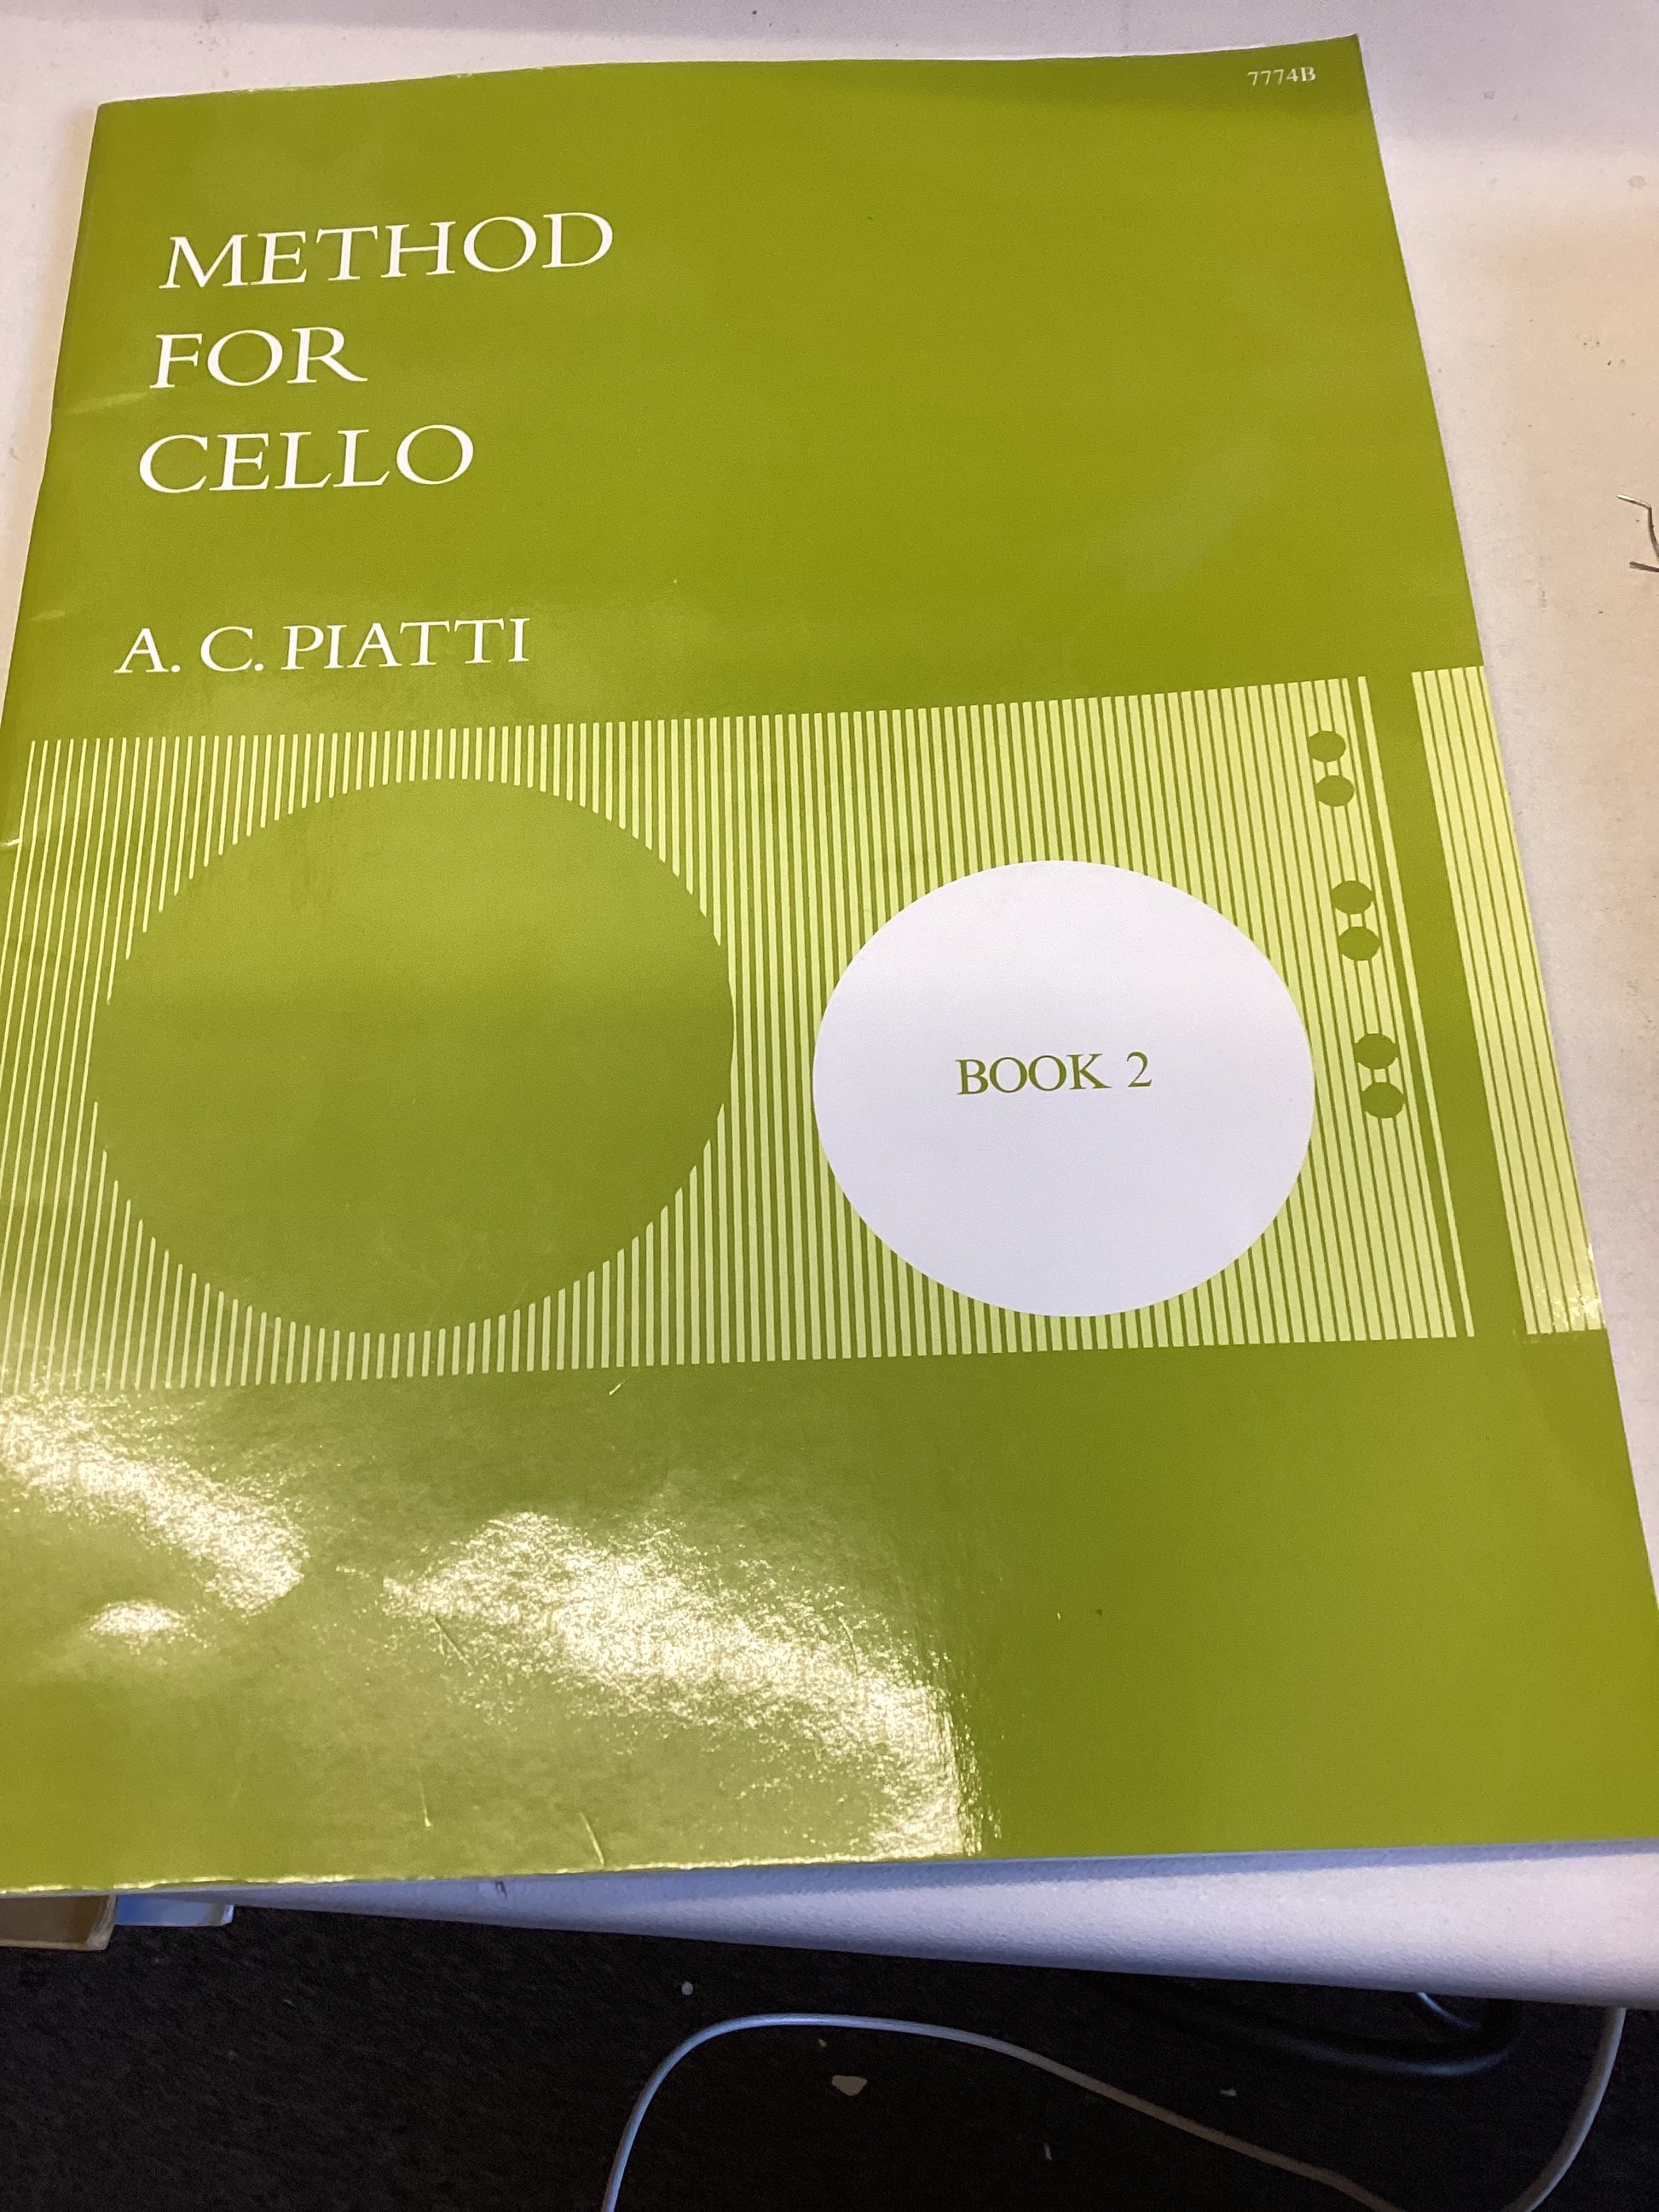 7774B
METHOD
FOR
CELLO
A. C. PIATTI
BOOK 2